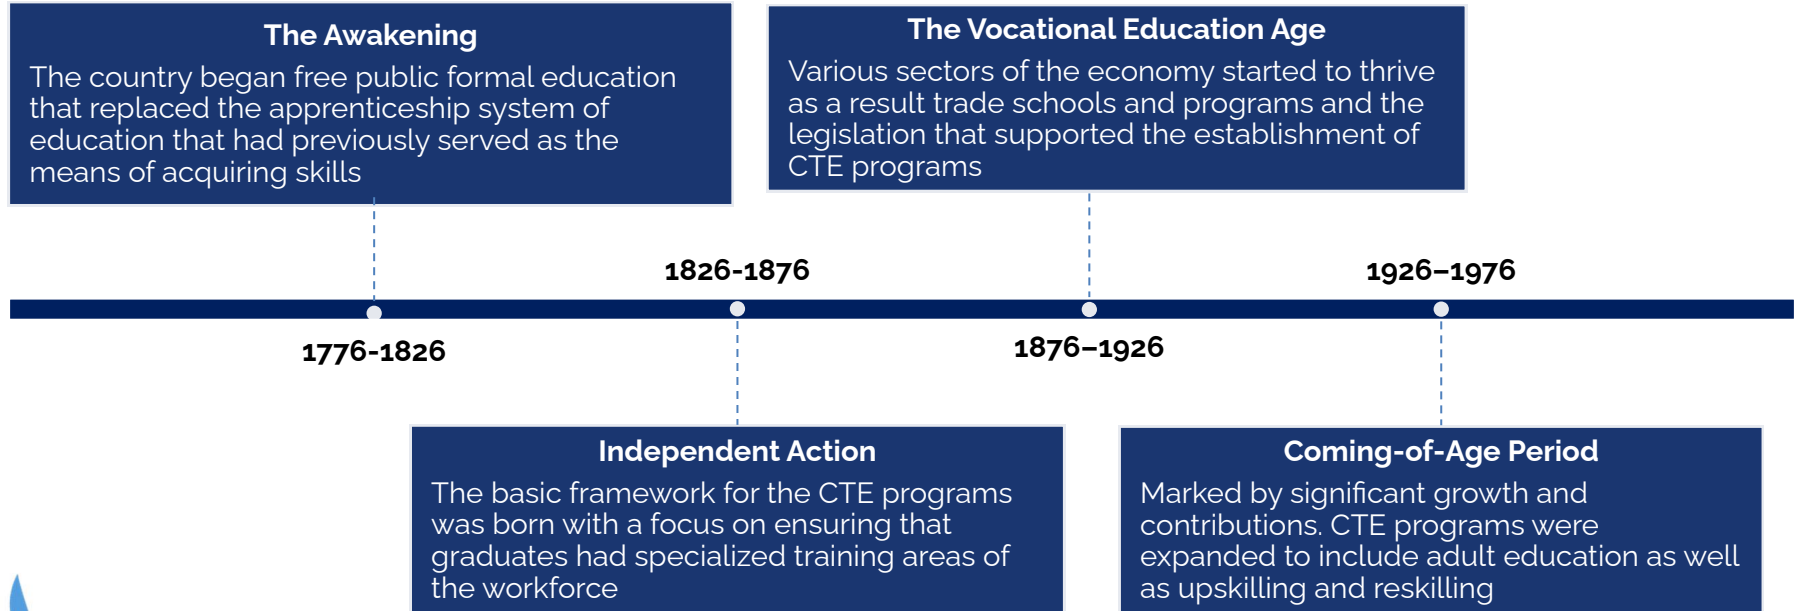 The Awakening
The country began free public formal education
that replaced the apprenticeship system of
education that had previously served as the
means of acquiring skills
The Vocational Education Age
Various sectors of the economy started to thrive
as a result trade schools and programs and the
legislation that supported the establishment of
CTE programs
1826-1876
1926–1976
1776-1826
1876–1926
Independent Action
The basic framework for the CTE programs
was born with a focus on ensuring that
graduates had specialized training areas of
the workforce
Coming-of-Age Period
Marked by significant growth and
contributions. CTE programs were
expanded to include adult education as well
as upskilling and reskilling